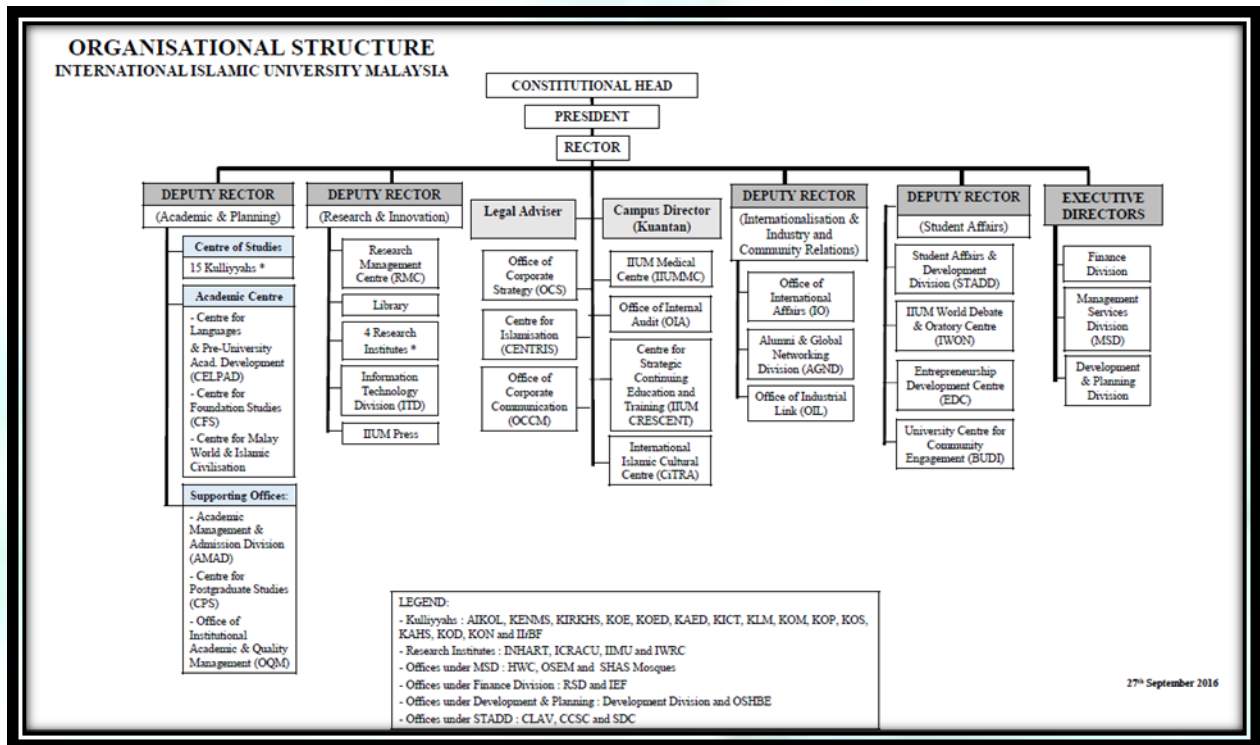 ORGANISATIONAL STRUCTURE
INTERNATIONAL ISLAMIC UNIVERSITY MALAYSIA
CONSTITUTIONAL HEAD
PRESIDENT
RECTOR
DEPUTY RECTOR
(Academic & Planning)
Centre of Studies
15 Kulliyyahs *
Academic Centre
- Centre for
Languages
& Pre-University
Acad. Development
(CELPAD)
- Centre for
Foundation Studies
(CFS)
- Centre for Malay
World & Islamic
Civilisation
Supporting Offices:
- Academic
Management &
Admission Division
(AMAD)
- Centre for
Postgraduate Studies
(CPS)
- Office of
Institutional
Academic & Quality
Management (OQM)
DEPUTY RECTOR
(Research & Innovation)
Research
Management
Centre (RMC)
Library
4 Research
Institutes *
Information
Technology
Division (ITD)
IIUM Press
Legal Adviser
Office of
Corporate
Strategy (OCS)
Centre for
Islamisation
(CENTRIS)
Office of
Corporate
Communication
(OCCM)
Campus Director
(Kuantan)
IIUM Medical
Centre (IIUMMC)
Office of Internal
Audit (OIA)
Centre for
Strategic
Continuing
Education and
Training (IIUM
CRESCENT)
International
Islamic Cultural
Centre (CiTRA)
DEPUTY RECTOR
(Internationalisation &
Industry and
Community Relations)
Office of
International
Affairs (IO)
Alumni & Global
Networking
Division (AGND)
Office of Industrial
Link (OIL)
DEPUTY RECTOR
(Student Affairs)
Student Affairs &
Development
Division (STADD)
IIUM World Debate
& Oratory Centre
(IWON)
Entrepreneurship
Development Centre
(EDC)
University Centre for
Community
Engagement (BUDI)
EXECUTIVE
DIRECTORS
Finance
Division
Management
Services
Division
(MSD)
Development
& Planning
Division
LEGEND:
- Kulliyyahs : AIKOL, KENMS, KIRKHS, KOE, KOED, KAED, KICT, KLM, KOM, KOP, KOS,
KAHS, KOD, KON and IIiBF
- Research Institutes : INHART, ICRACU, IIMU and IWRC
- Offices under MSD : HWC, OSEM and SHAS Mosques
- Offices under Finance Division : RSD and IEF
- Offices under Development & Planning : Development Division and OSHBE
- Offices under STADD : CLAV, CCSC and SDC
27th September 2016